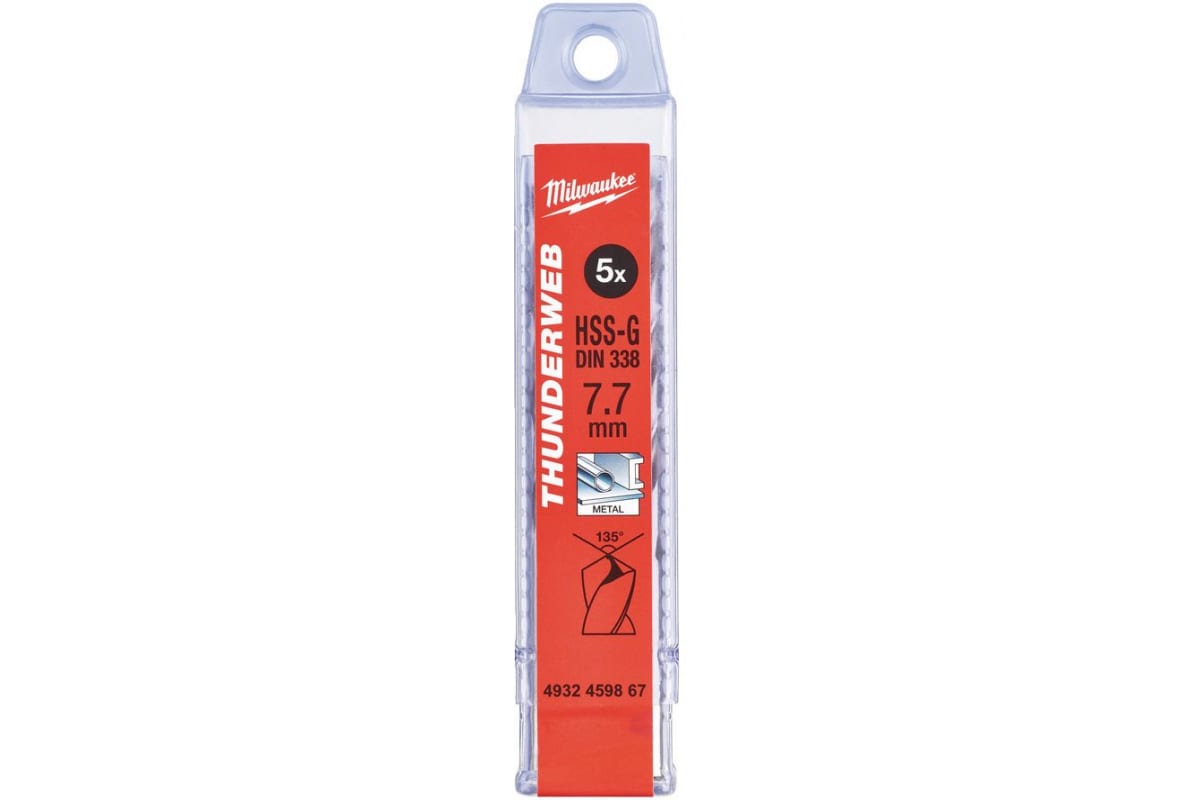 Milwaukee
THUNDERWEB
5x
HSS-G
DIN 338
7.7
mm
METAL
135°
4932 4598 67